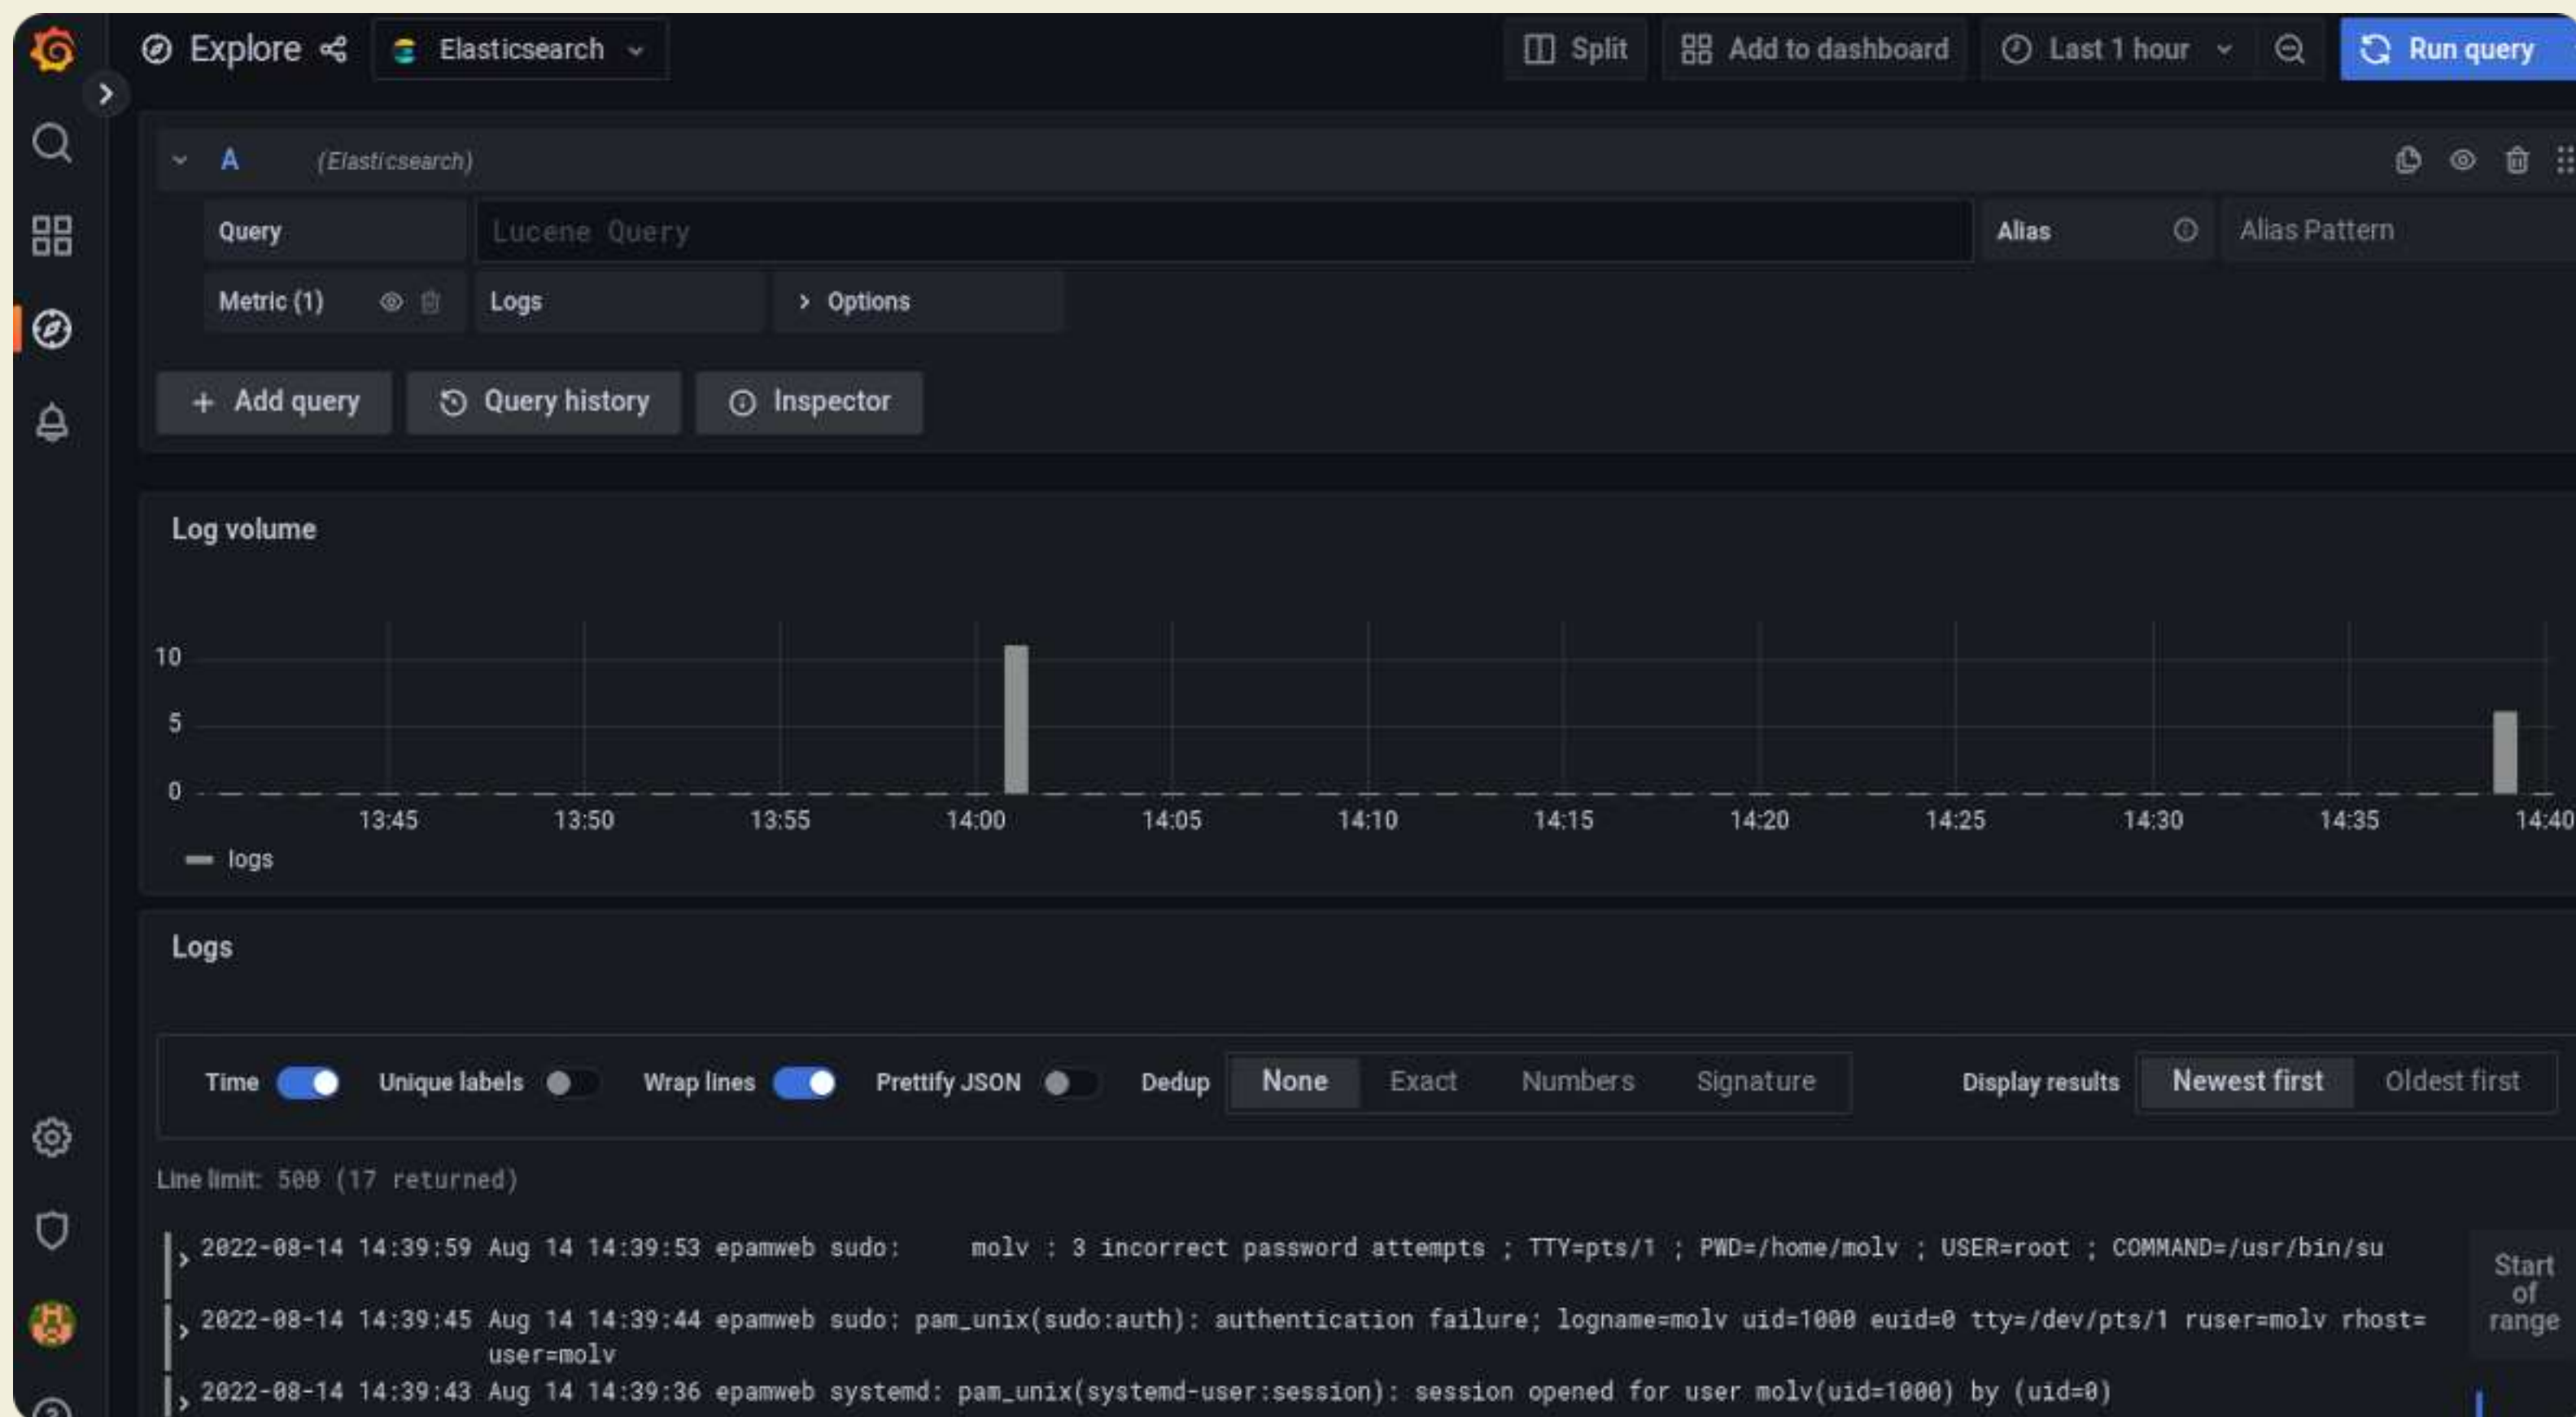 Explore Elasticsearch Split Add to dashboard Last 1 hour Run query
A (Elasticsearch)
Query Lucene Query Alias Alias Pattern
Metric (1) Logs Options
Add query Query history Inspector
Log volume
10
5
0
13:45 13:50 13:55 14:00 14:05 14:10 14:15 14:20 14:25 14:30 14:35 14:40
logs
Logs
Time Unique labels Wrap lines Prettify JSON Dedup None Exact Numbers Signature Display results Newest first Oldest first
Line limit: 500 (17 returned)
2022-08-14 14:39:59 Aug 14 14:39:53 epamweb sudo: molv : 3 incorrect password attempts ; TTY=pts/1 ; PWD=/home/molv ; USER=root ; COMMAND=/usr/bin/su
2022-08-14 14:39:45 Aug 14 14:39:44 epamweb sudo: pam_unix(sudo:auth): authentication failure; logname=molv uid=1000 euid=0 tty=/dev/pts/1 ruser=molv rhost=
user=molv
2022-08-14 14:39:43 Aug 14 14:39:36 epamweb systemd: pam_unix(systemd-user:session): session opened for user molv(uid=1000) by (uid=0)
Start
of
range